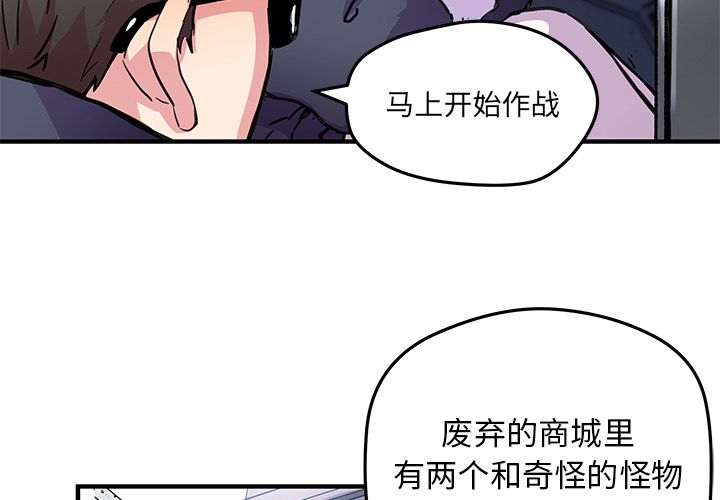 马上开始作战
废弃的商城里
有两个和奇怪的怪物